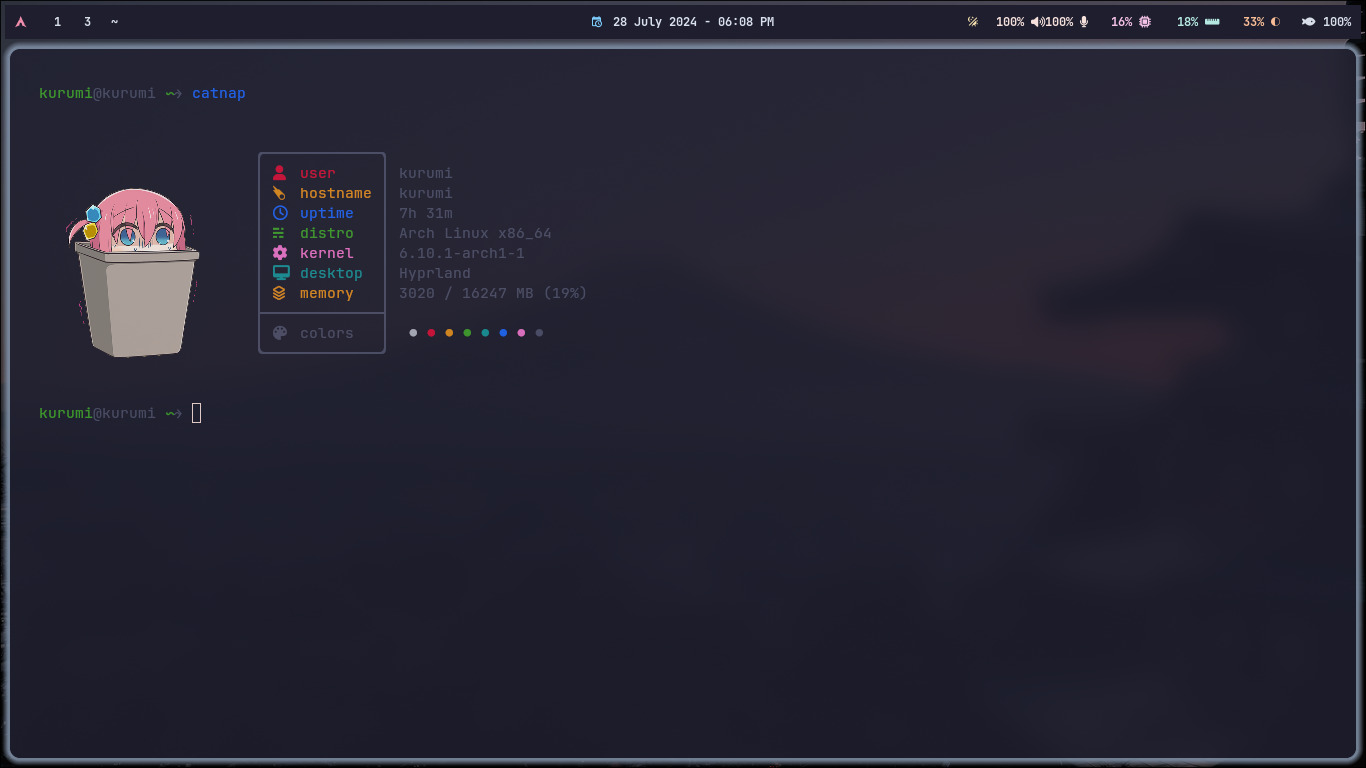 1 3 ~ 28 July 2024 - 06:08 PM 100% 100% 16% 18% 33% 100%
kurumi@kurumi ~> catnap
user kurumi
hostname kurumi
uptime 7h 31m
distro Arch Linux x86_64
kernel 6.10.1-arch1-1
desktop Hyprland
memory 3020 / 16247 MB (19%)
colors
kurumi@kurumi ~>